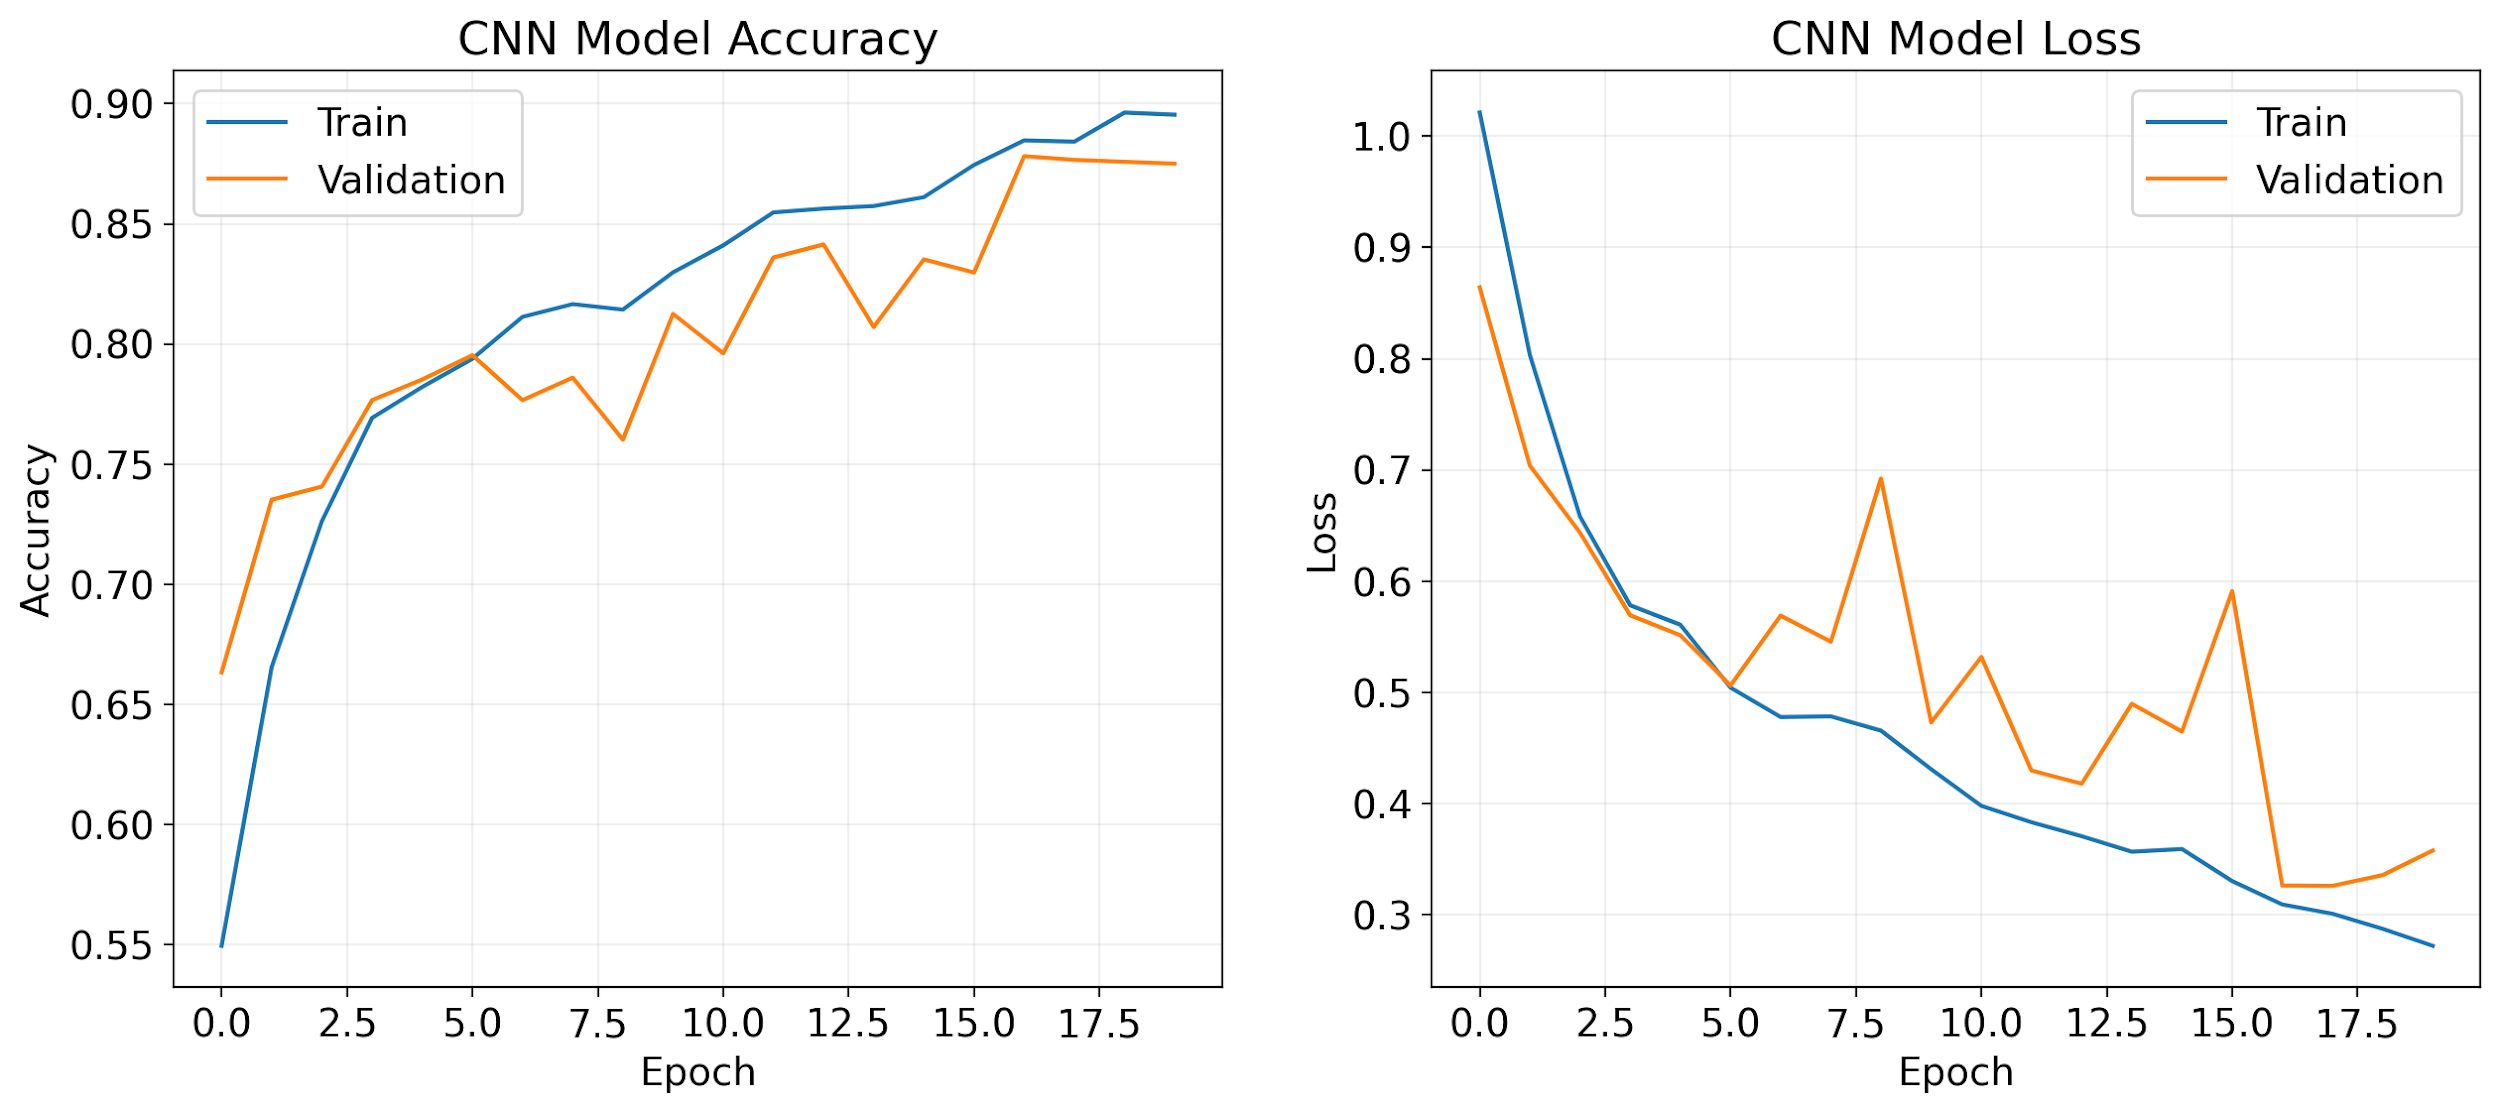 CNN Model Accuracy
Train
Validation
0.90
0.85
0.80
0.75
0.70
0.65
0.60
0.55
Accuracy
0.0 2.5 5.0 7.5 10.0 12.5 15.0 17.5
Epoch
CNN Model Loss
Train
Validation
1.0
0.9
0.8
0.7
0.6
0.5
0.4
0.3
Loss
0.0 2.5 5.0 7.5 10.0 12.5 15.0 17.5
Epoch